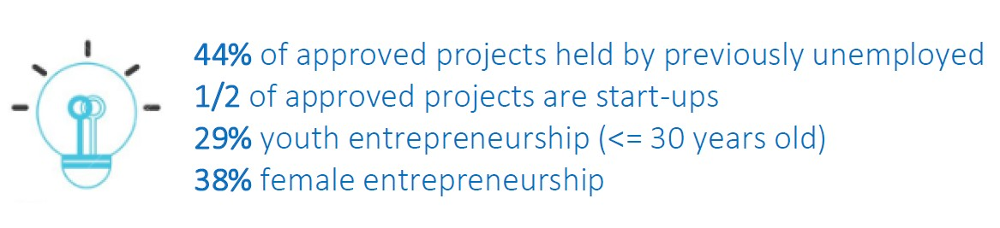 44% of approved projects held by previously unemployed
1/2 of approved projects are start-ups
29% youth entrepreneurship (<= 30 years old)
38% female entrepreneurship